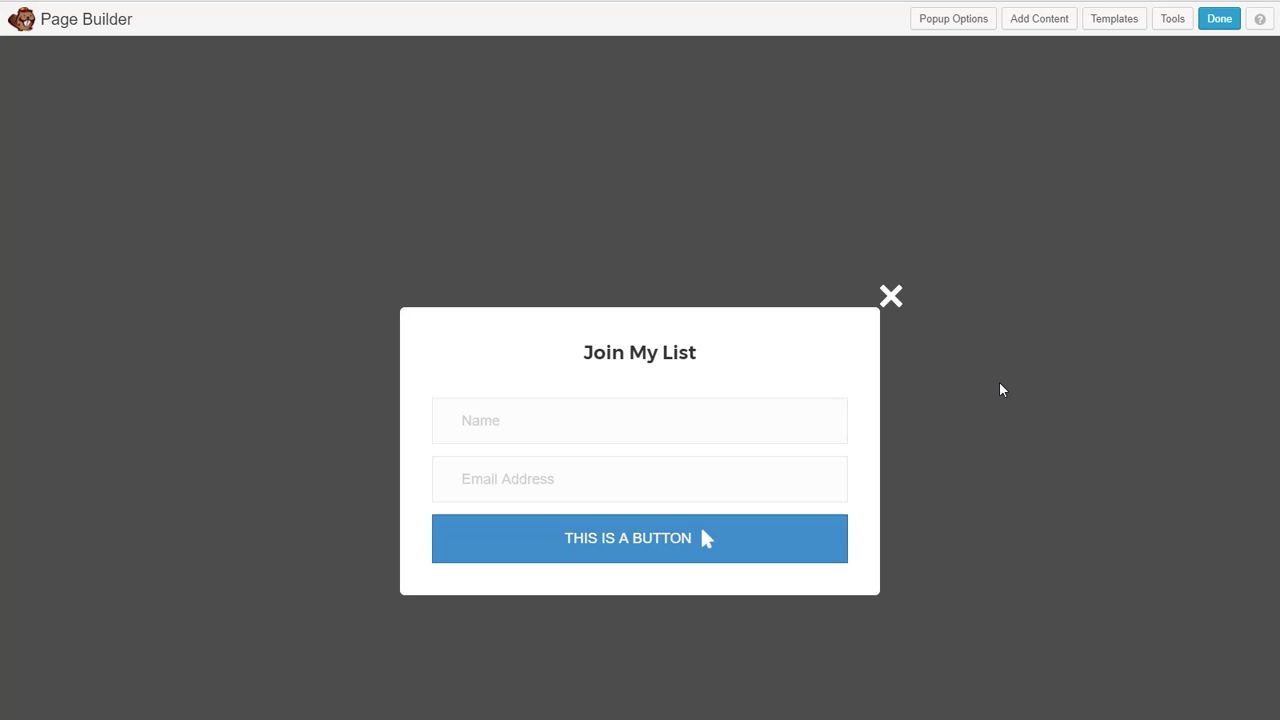 Page Builder
Popup Options
Add Content
Templates
Tools
Done
?
Join My List
Name
Email Address
THIS IS A BUTTON